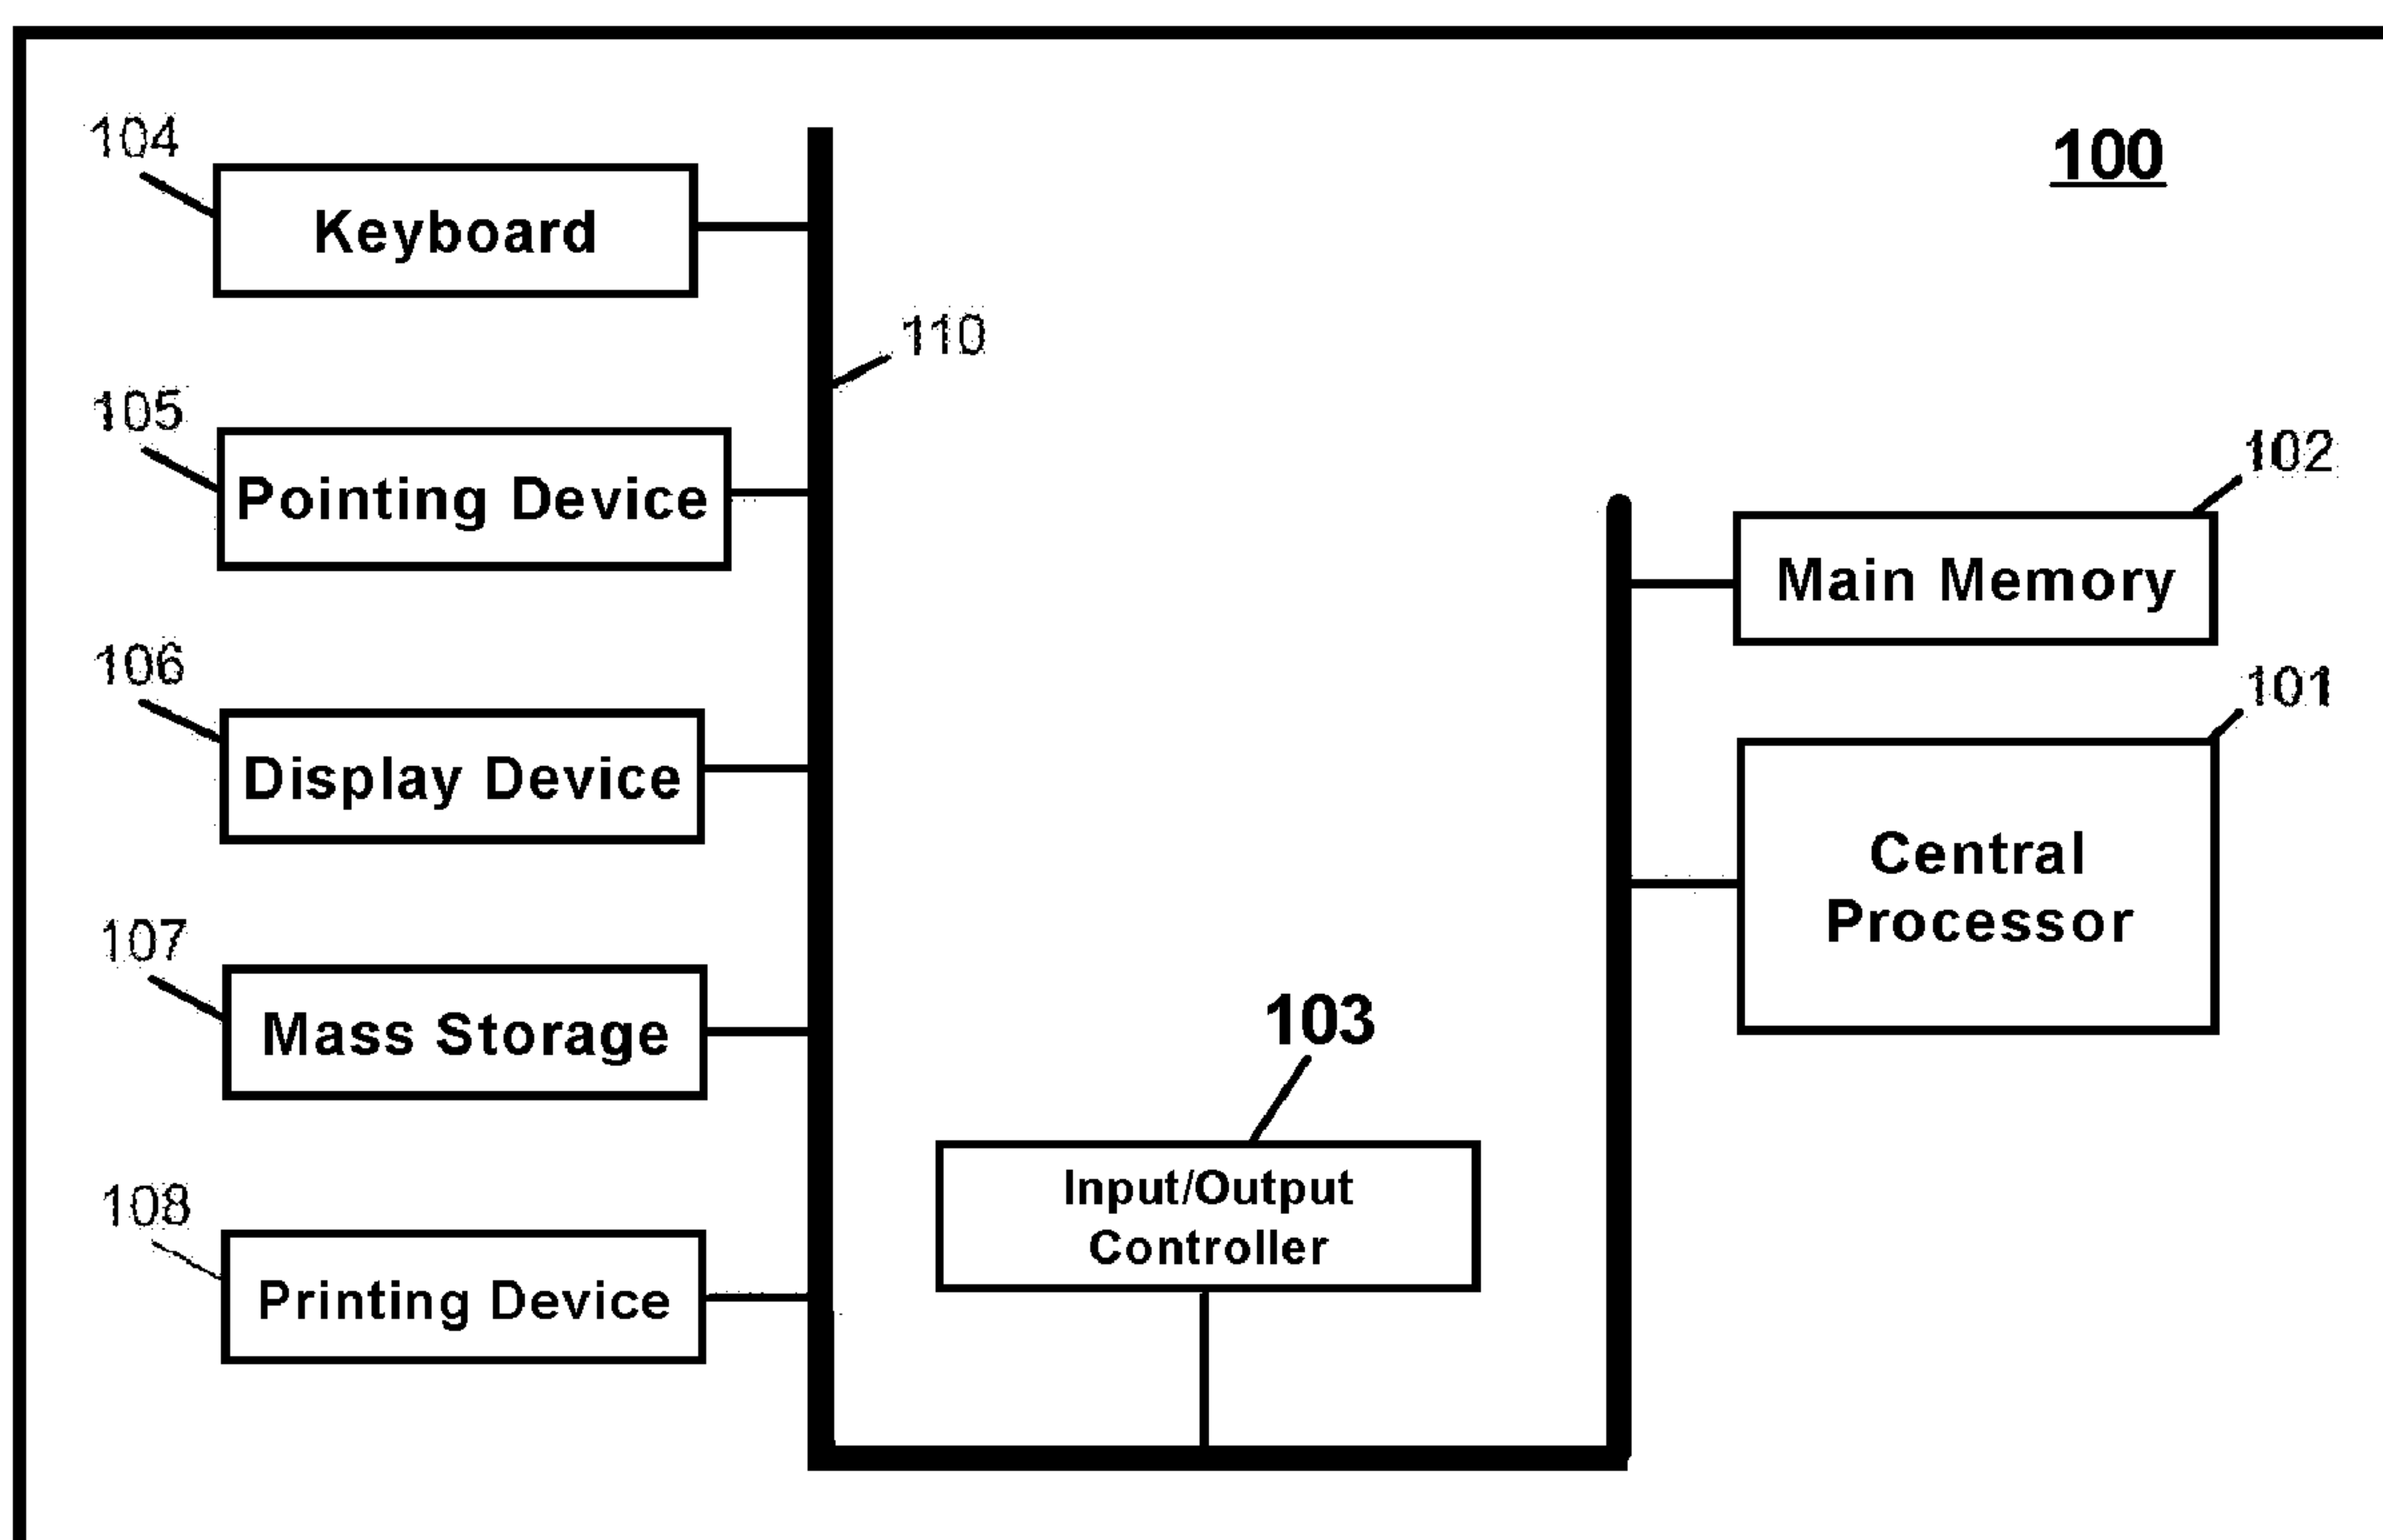 104
100
Keyboard
110
105
Pointing Device
102
Main Memory
106
101
Display Device
Central
Processor
107
Mass Storage
103
Input/Output
Controller
108
Printing Device